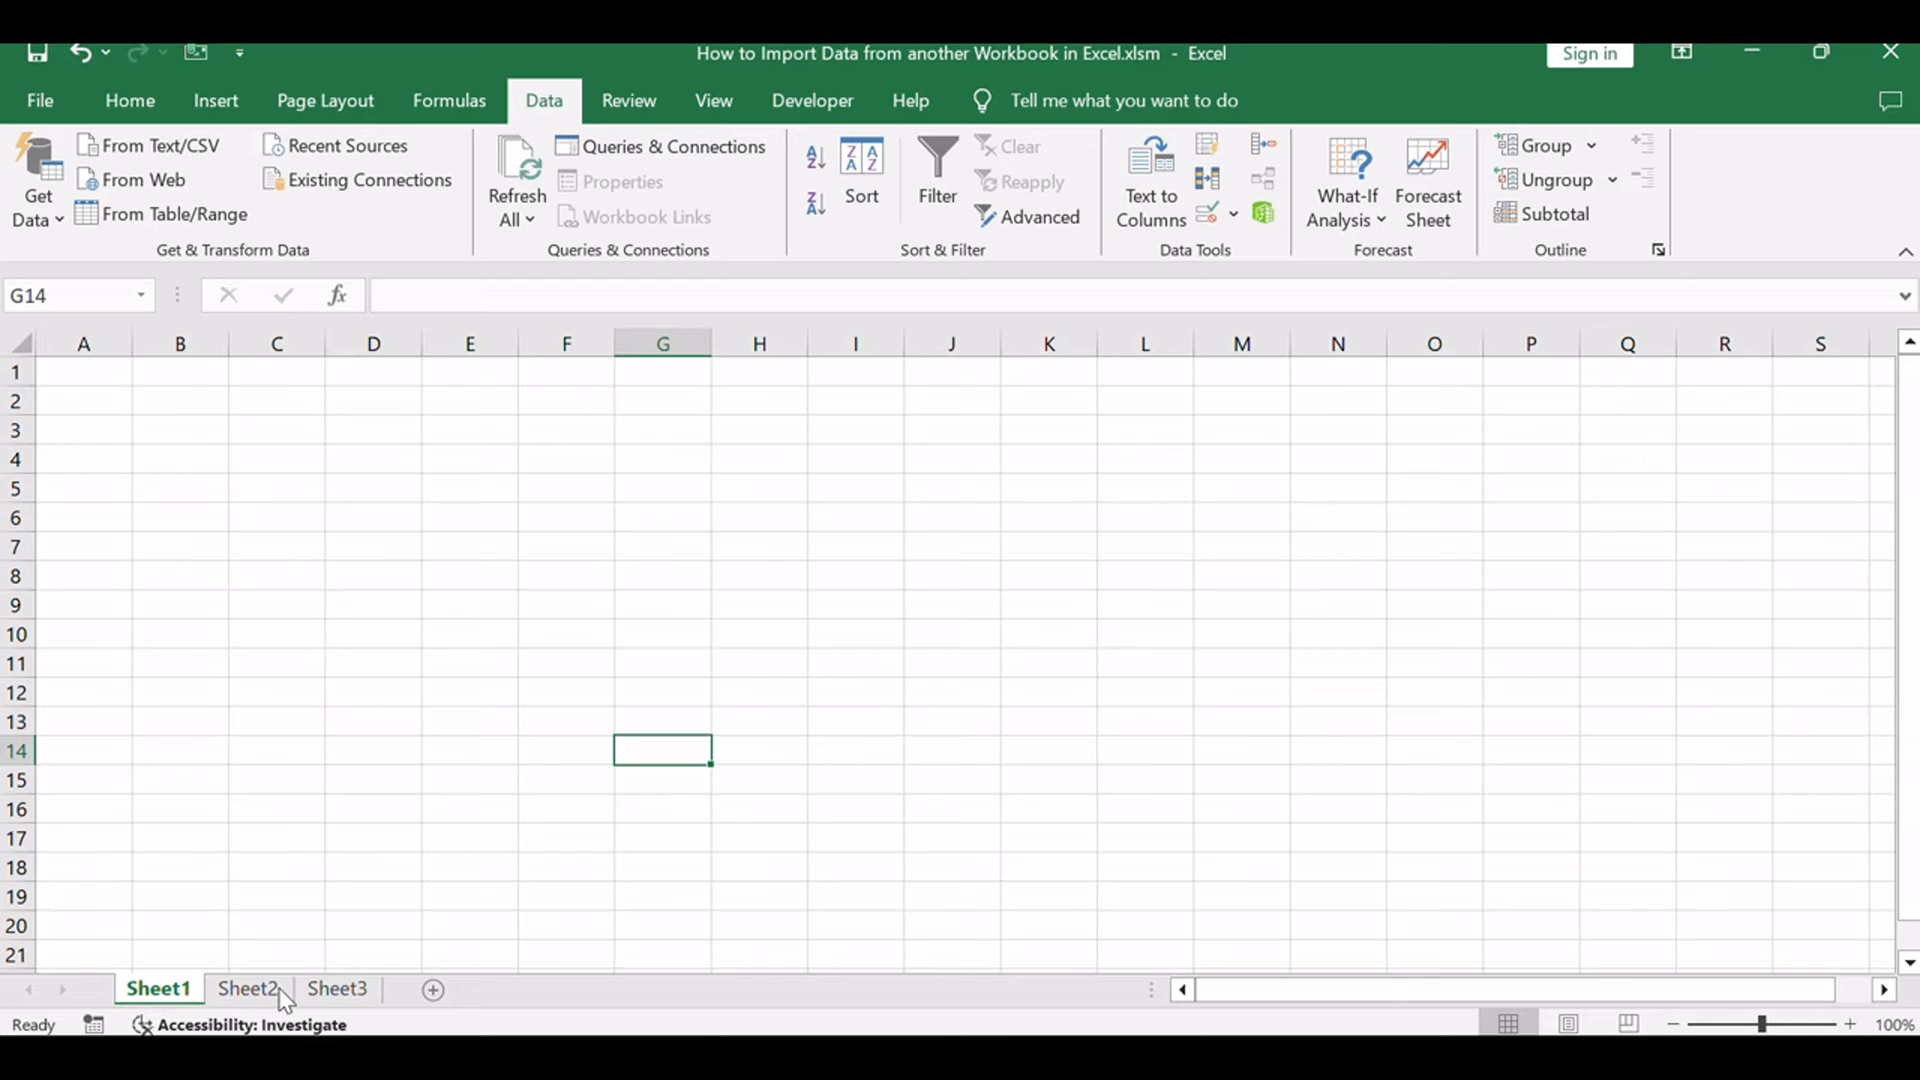 How to Import Data from another Workbook in Excel.xlsm - Excel
Sign in
File Home Insert Page Layout Formulas Data Review View Developer Help Tell me what you want to do
Get Data
From Text/CSV
From Web
From Table/Range
Recent Sources
Existing Connections
Get & Transform Data
Refresh All
Queries & Connections
Properties
Workbook Links
Queries & Connections
Sort
Filter
Clear
Reapply
Advanced
Sort & Filter
Text to Columns
Data Tools
What-If Analysis
Forecast Sheet
Forecast
Group
Ungroup
Subtotal
Outline
G14
fx
A B C D E F G H I J K L M N O P Q R S
1
2
3
4
5
6
7
8
9
10
11
12
13
14
15
16
17
18
19
20
21
Sheet1 Sheet2 Sheet3
Ready Accessibility: Investigate 100%